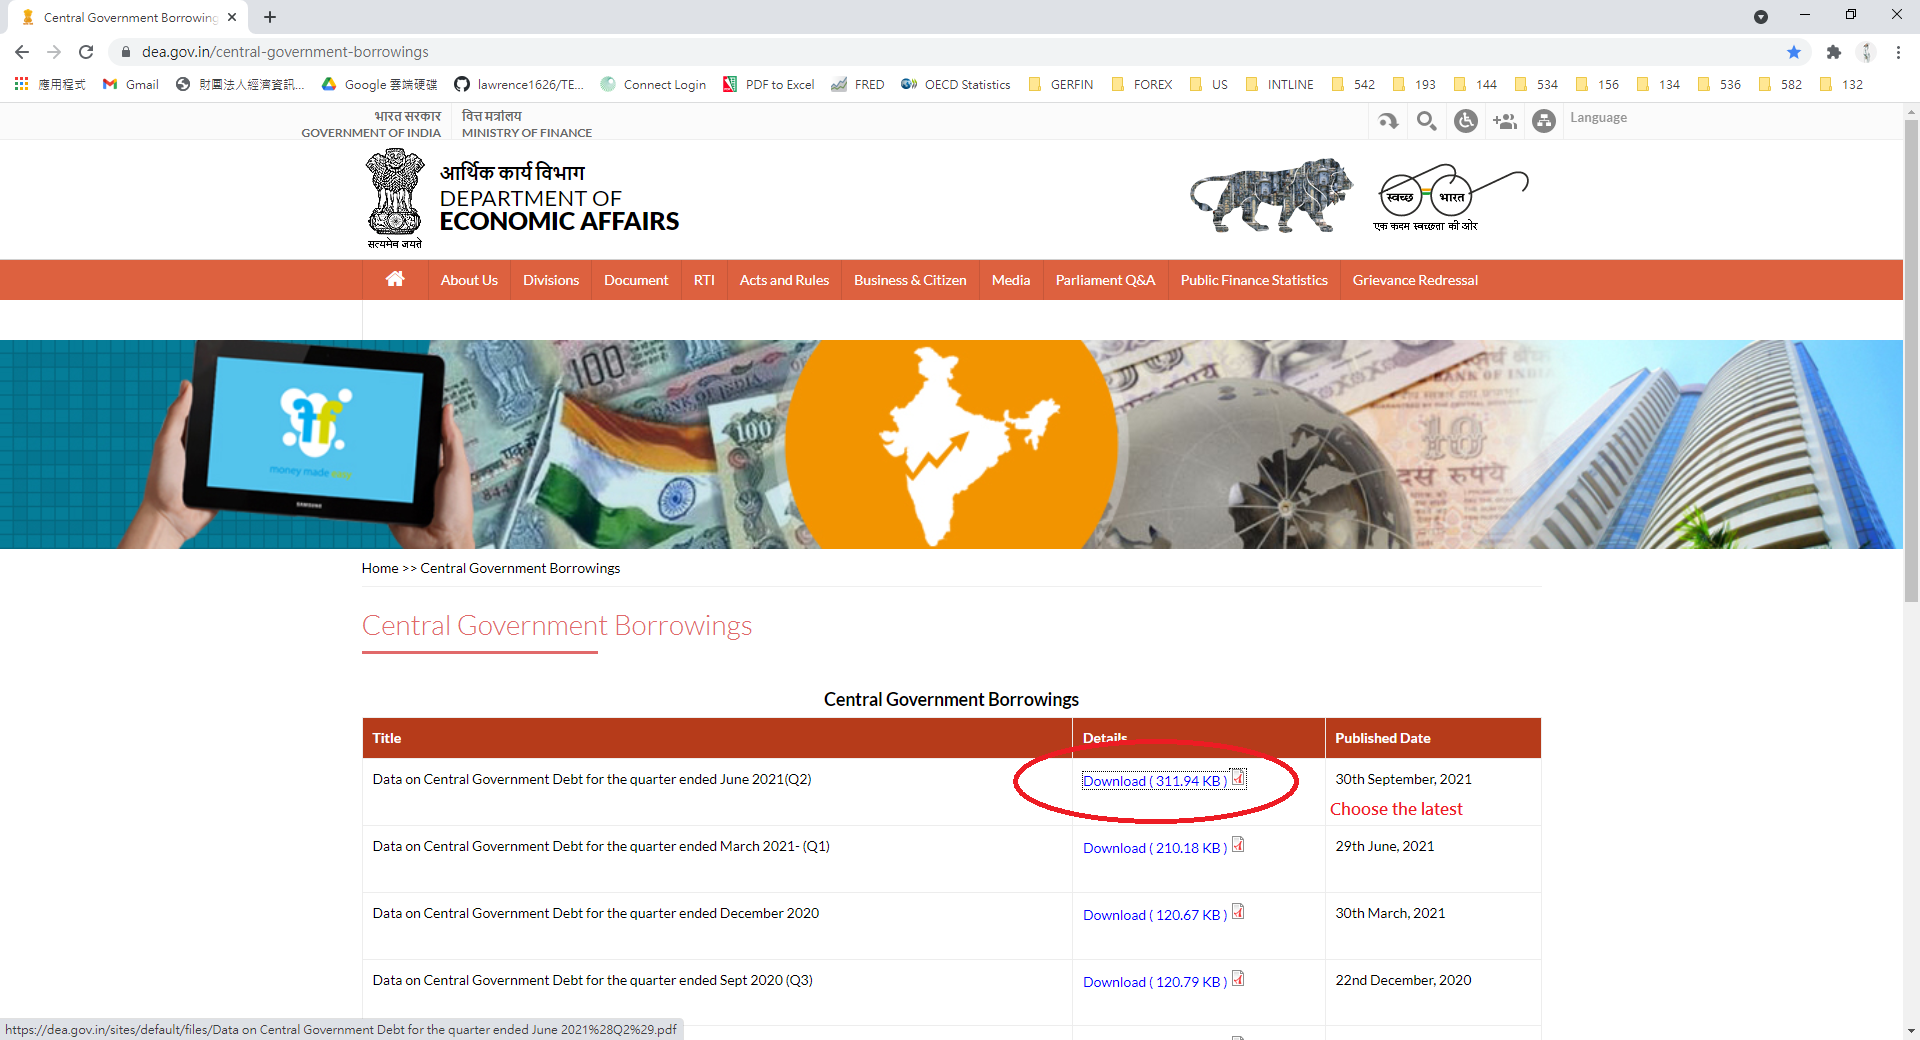 Central Government Borrowing
dea.gov.in/central-government-borrowings
應用程式 Gmail 財團法人經濟資訊... Google 雲端硬碟 lawrence1626/TE... Connect Login PDF to Excel FRED OECD Statistics GERFIN FOREX US INTLINE 542 193 144 534 156 134 536 582 132
भारत सरकार
GOVERNMENT OF INDIA
वित्त मत्रांलय
MINISTRY OF FINANCE
Language
आर्थिक कार्य विभाग
DEPARTMENT OF
ECONOMIC AFFAIRS
सत्यमेव जयते
स्वच्छ भारत
एक कदम स्वच्छता की ओर
About Us Divisions Document RTI Acts and Rules Business & Citizen Media Parliament Q&A Public Finance Statistics Grievance Redressal
money made easy
SAMSUNG
100
100
10
Home >> Central Government Borrowings
Central Government Borrowings
Central Government Borrowings
Title Details Published Date
Data on Central Government Debt for the quarter ended June 2021(Q2) Download ( 311.94 KB ) 30th September, 2021
Choose the latest
Data on Central Government Debt for the quarter ended March 2021- (Q1) Download ( 210.18 KB ) 29th June, 2021
Data on Central Government Debt for the quarter ended December 2020 Download ( 120.67 KB ) 30th March, 2021
Data on Central Government Debt for the quarter ended Sept 2020 (Q3) Download ( 120.79 KB ) 22nd December, 2020
https://dea.gov.in/sites/default/files/Data on Central Government Debt for the quarter ended June 2021%28Q2%29.pdf